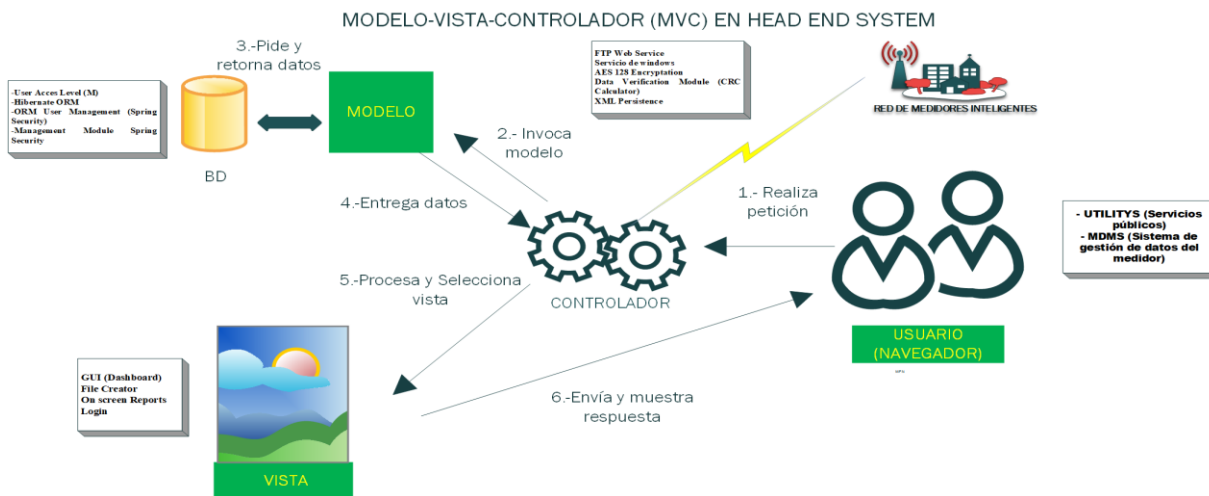 MODELO-VISTA-CONTROLADOR (MVC) EN HEAD END SYSTEM
3.-Pide y
retorna datos
FTP Web Service
Servicio de windows
AES 128 Encryptation
Data Verification Module (CRC
Calculator)
XML Persistence
RED DE MEDIDORES INTELIGENTES
-User Acces Level (M)
-Hibernate ORM
-ORM User Management (Spring
Security)
-Management Module Spring
Security
MODELO
2.- Invoca
modelo
BD
1.- Realiza
petición
4.-Entrega datos
- UTILITYS (Servicios
públicos)
- MDMS (Sistema de
gestión de datos del
medidor)
5.-Procesa y Selecciona
vista
CONTROLADOR
USUARIO
(NAVEGADOR)
GUI (Dashboard)
File Creator
On screen Reports
Login
6.-Envía y muestra
respuesta
VISTA